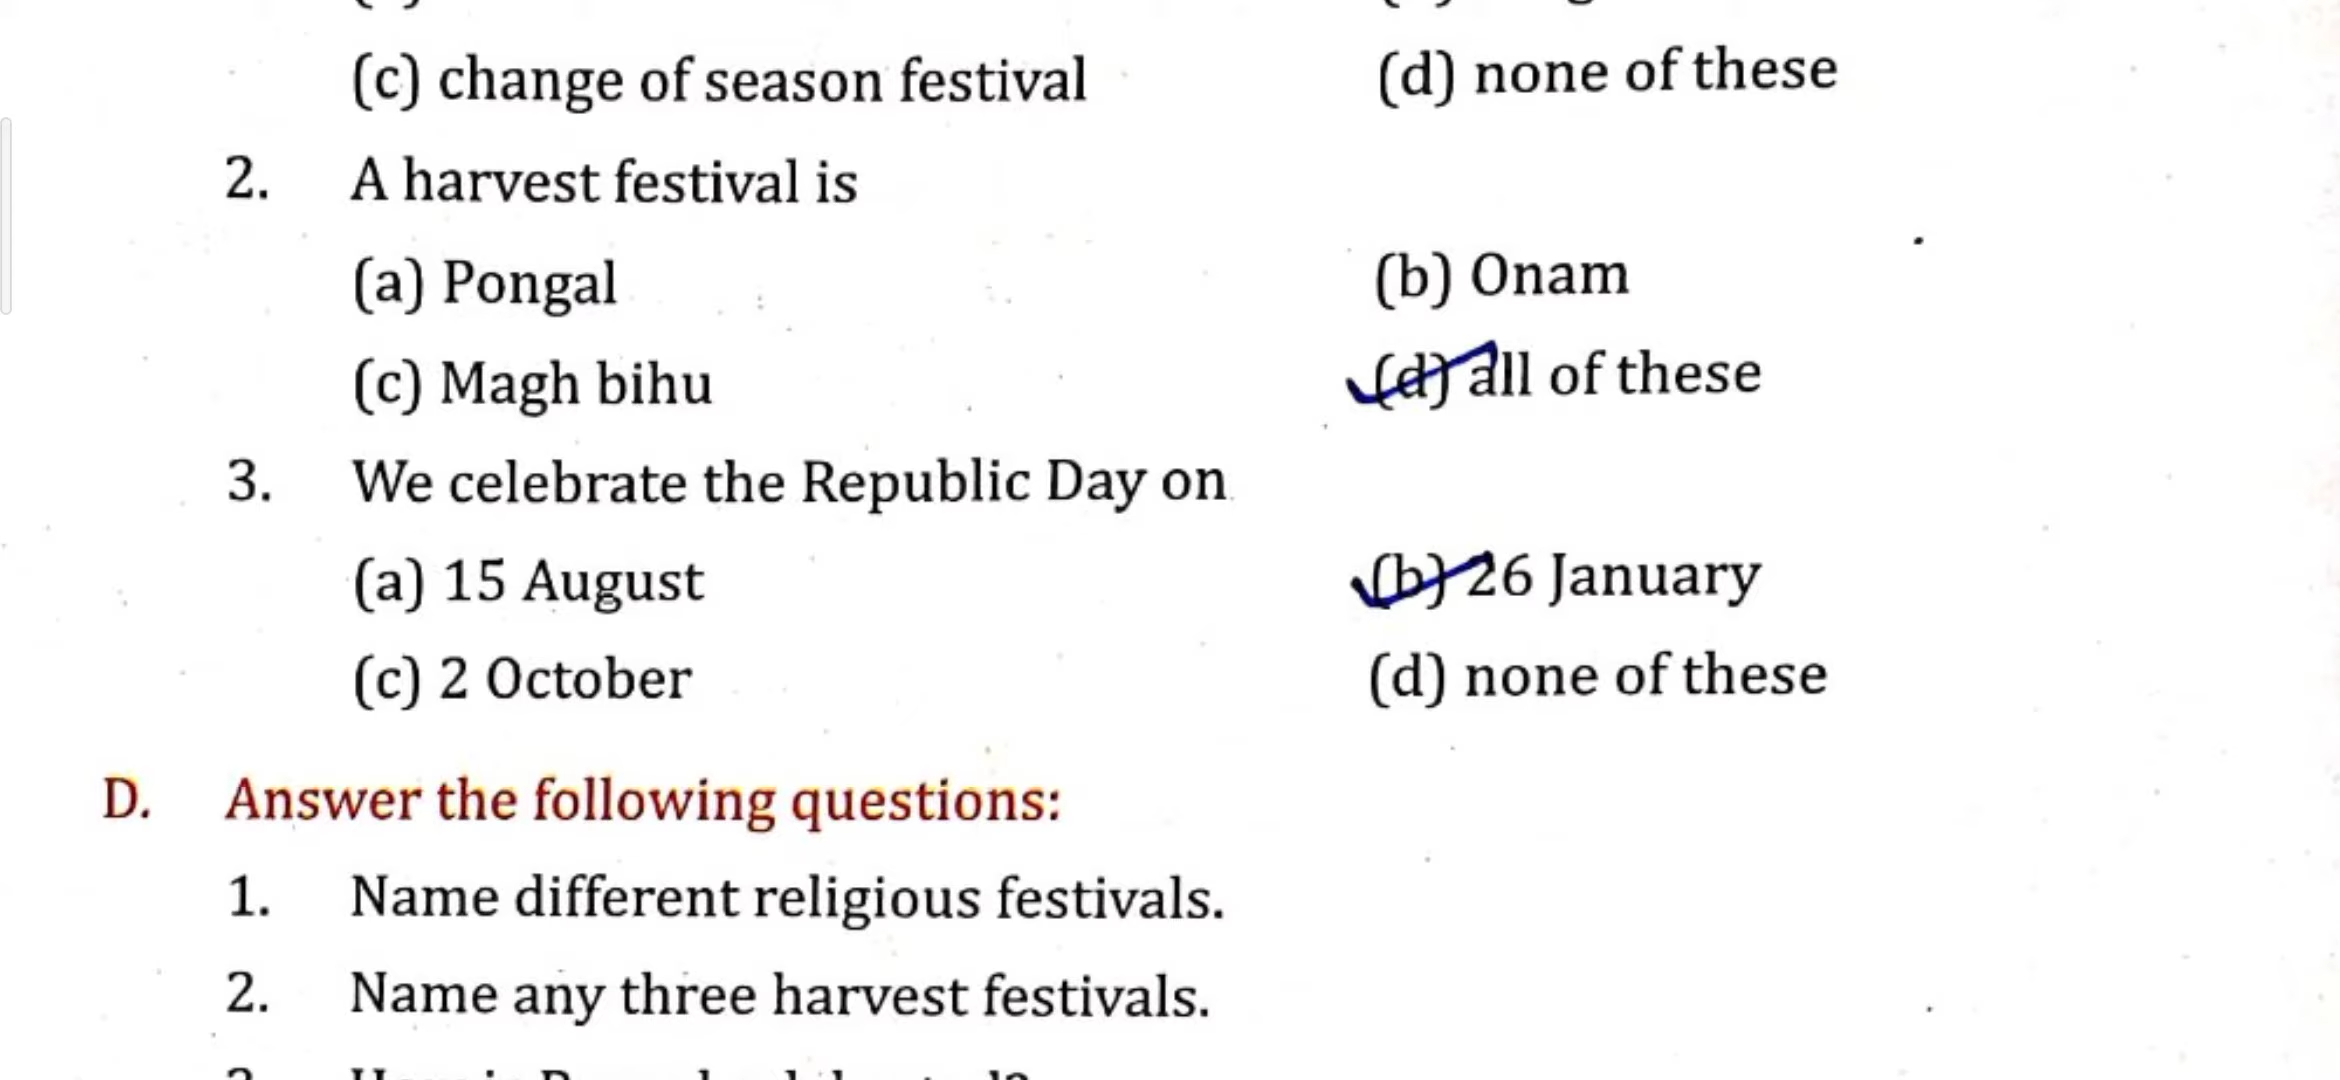 (c) change of season festival (d) none of these
2. A harvest festival is
(a) Pongal (b) Onam
(c) Magh bihu (d) all of these
3. We celebrate the Republic Day on
(a) 15 August (b) 26 January
(c) 2 October (d) none of these
D. Answer the following questions:
1. Name different religious festivals.
2. Name any three harvest festivals.